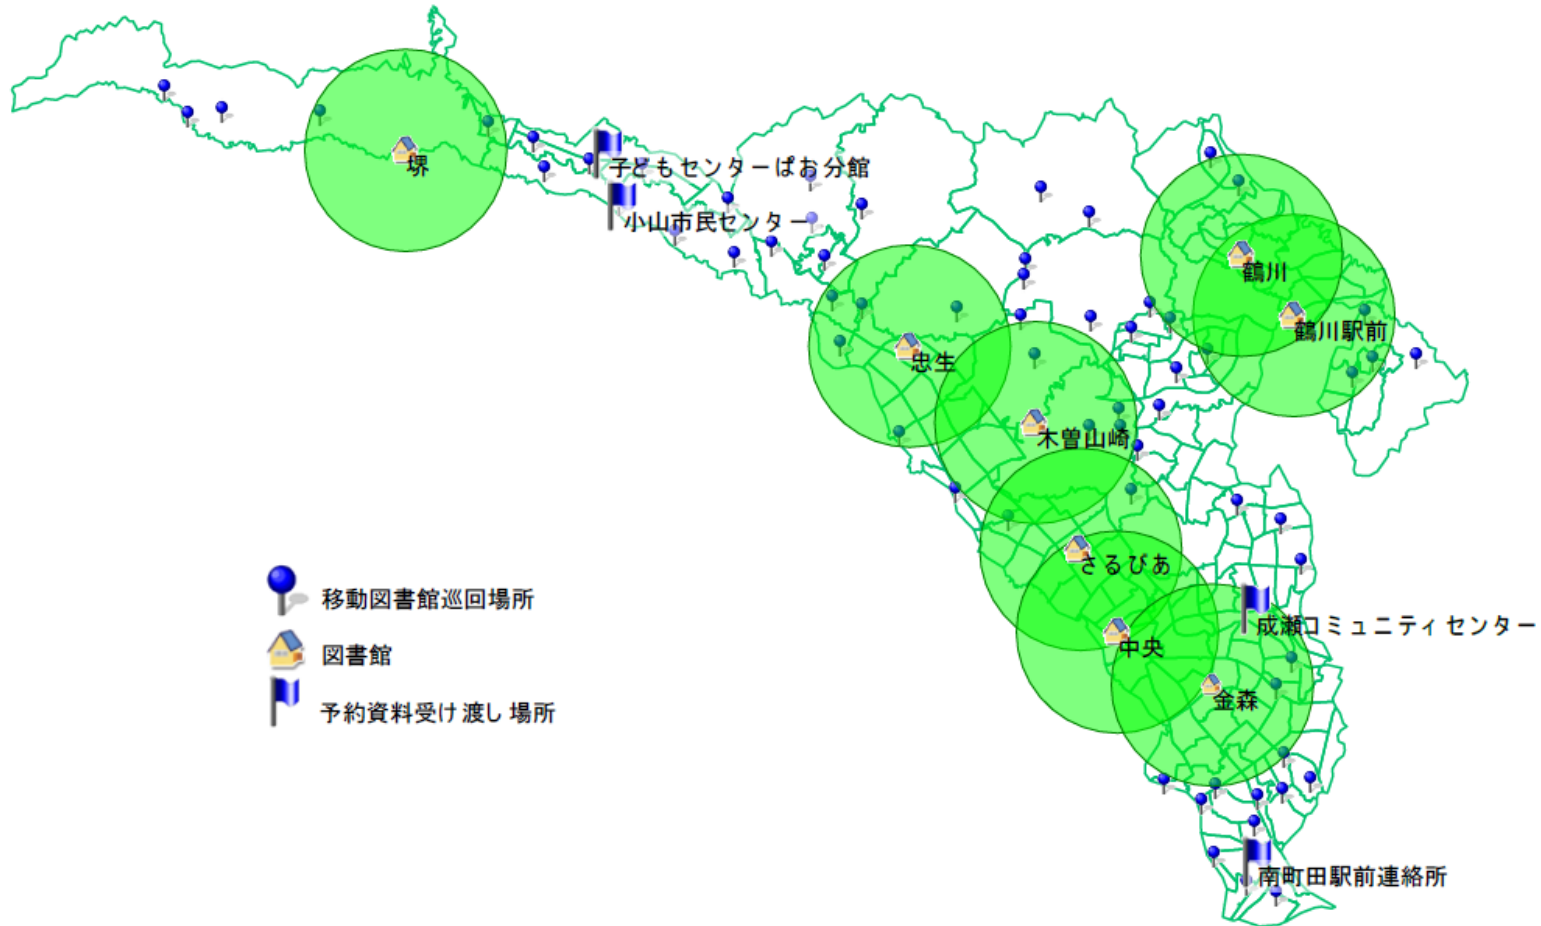 堺
子どもセンターぱお分館
小山市民センター
鶴川
鶴川駅前
忠生
木曽山崎
さるびあ
移動図書館巡回場所
成瀬コミュニティセンター
中央
図書館
金森
予約資料受け渡し場所
南町田駅前連絡所